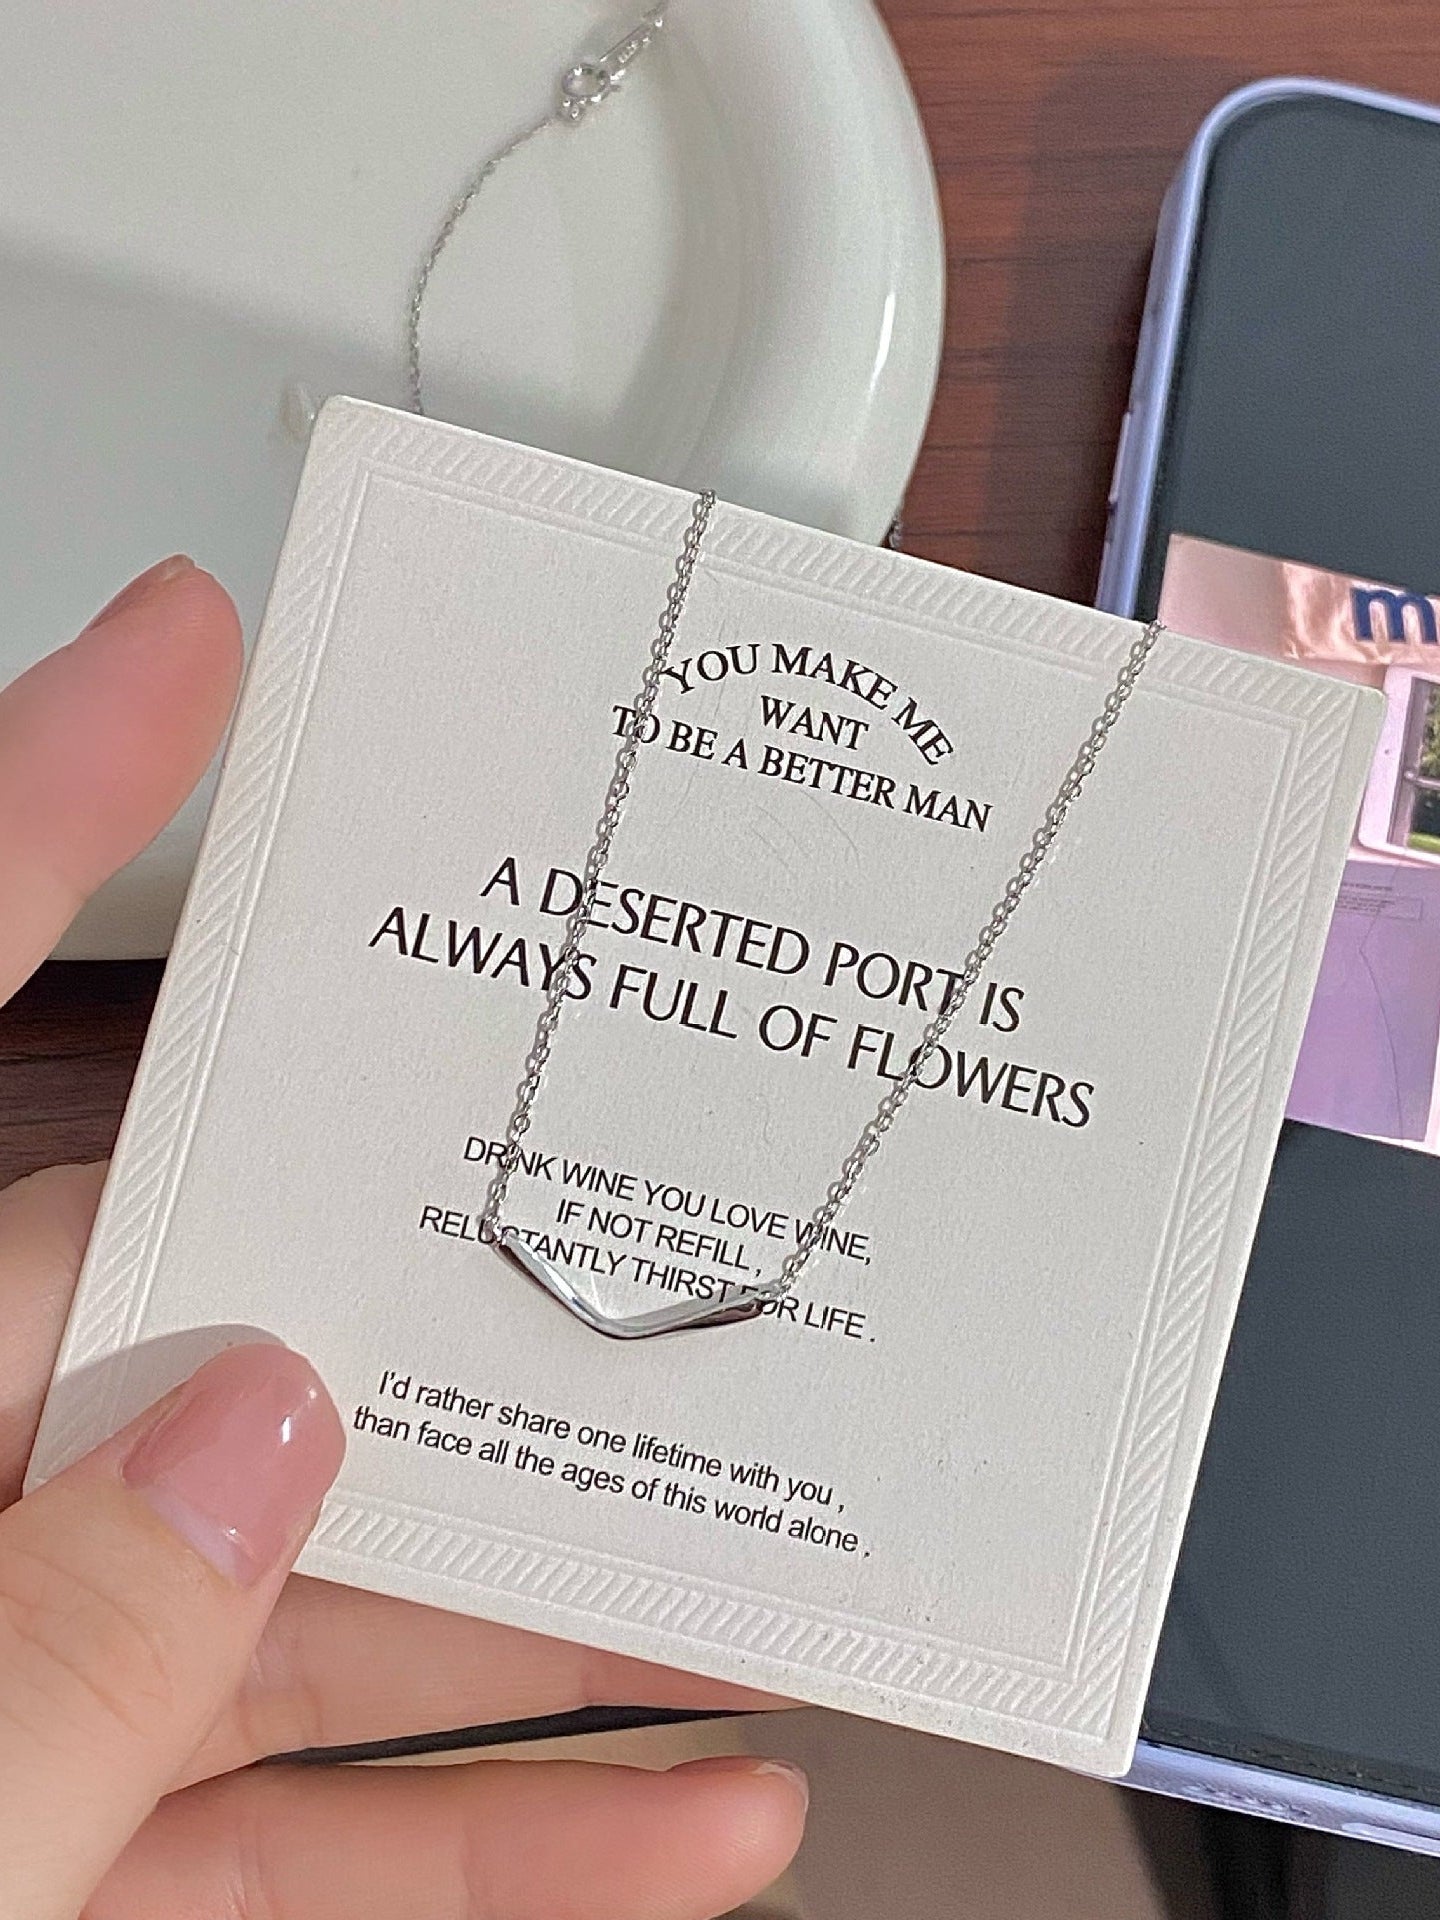 YOU MAKE ME
WANT
TO BE A BETTER MAN
A DESERTED PORT IS
ALWAYS FULL OF FLOWERS
DRINK WINE YOU LOVE WINE,
IF NOT REFILL ,
RELUCTANTLY THIRST FOR LIFE .
I'd rather share one lifetime with you ,
than face all the ages of this world alone .